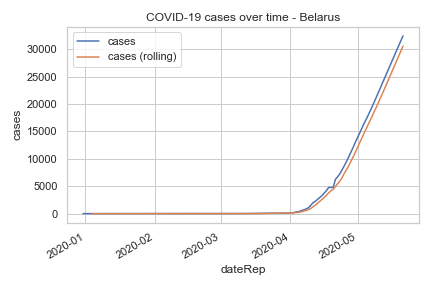 COVID-19 cases over time - Belarus
cases
cases (rolling)
30000
25000
20000
15000
10000
5000
0
cases
2020-01
2020-02
2020-03
2020-04
2020-05
dateRep